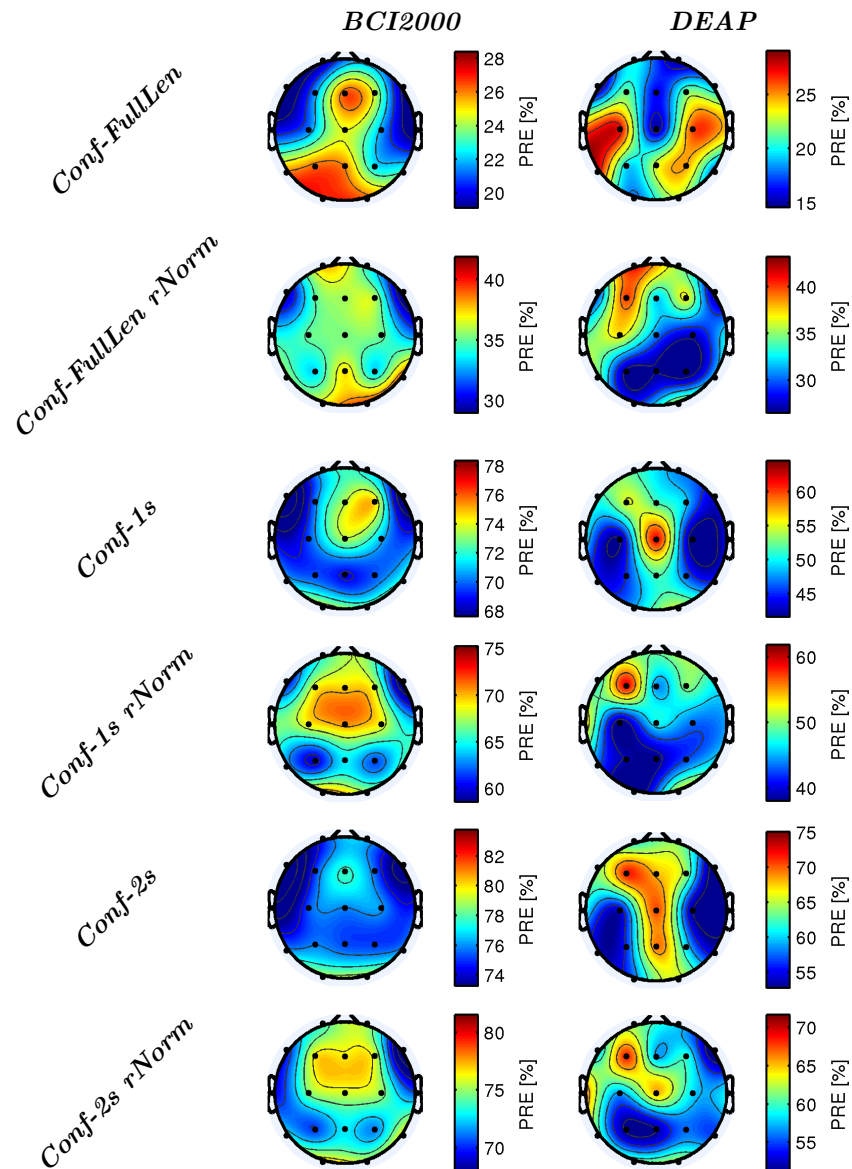 BCI2000 DEAP
Conf-FullLen
28
26
24
22
20
PRE [%]
25
20
15
PRE [%]
Conf-FullLen rNorm
40
35
30
PRE [%]
40
35
30
PRE [%]
Conf-1s
78
76
74
72
70
68
PRE [%]
60
55
50
45
PRE [%]
Conf-1s rNorm
75
70
65
60
PRE [%]
60
50
40
PRE [%]
Conf-2s
82
80
78
76
74
PRE [%]
75
70
65
60
55
PRE [%]
Conf-2s rNorm
80
75
70
PRE [%]
70
65
60
55
PRE [%]